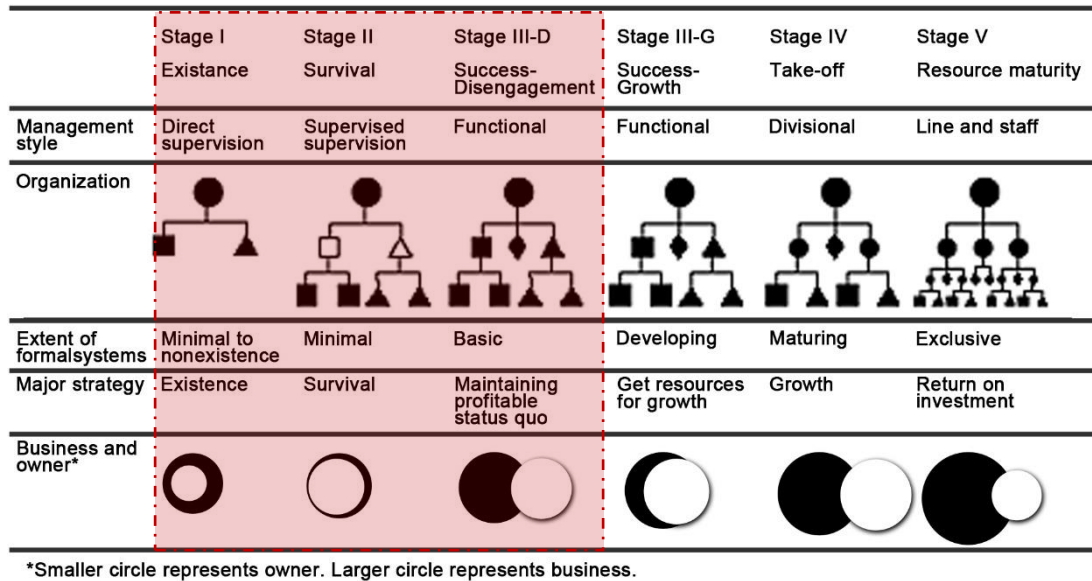 Stage I Stage II Stage III-D Stage III-G Stage IV Stage V
Existance Survival Success- Success- Take-off Resource maturity
Disengagement Growth
Management Direct Supervised Functional Functional Divisional Line and staff
style supervision supervision
Organization
Extent of Minimal to Minimal Basic Developing Maturing Exclusive
formalsystems nonexistence
Major strategy Existence Survival Maintaining Get resources Growth Return on
profitable for growth investment
status quo
Business and
owner*
*Smaller circle represents owner. Larger circle represents business.